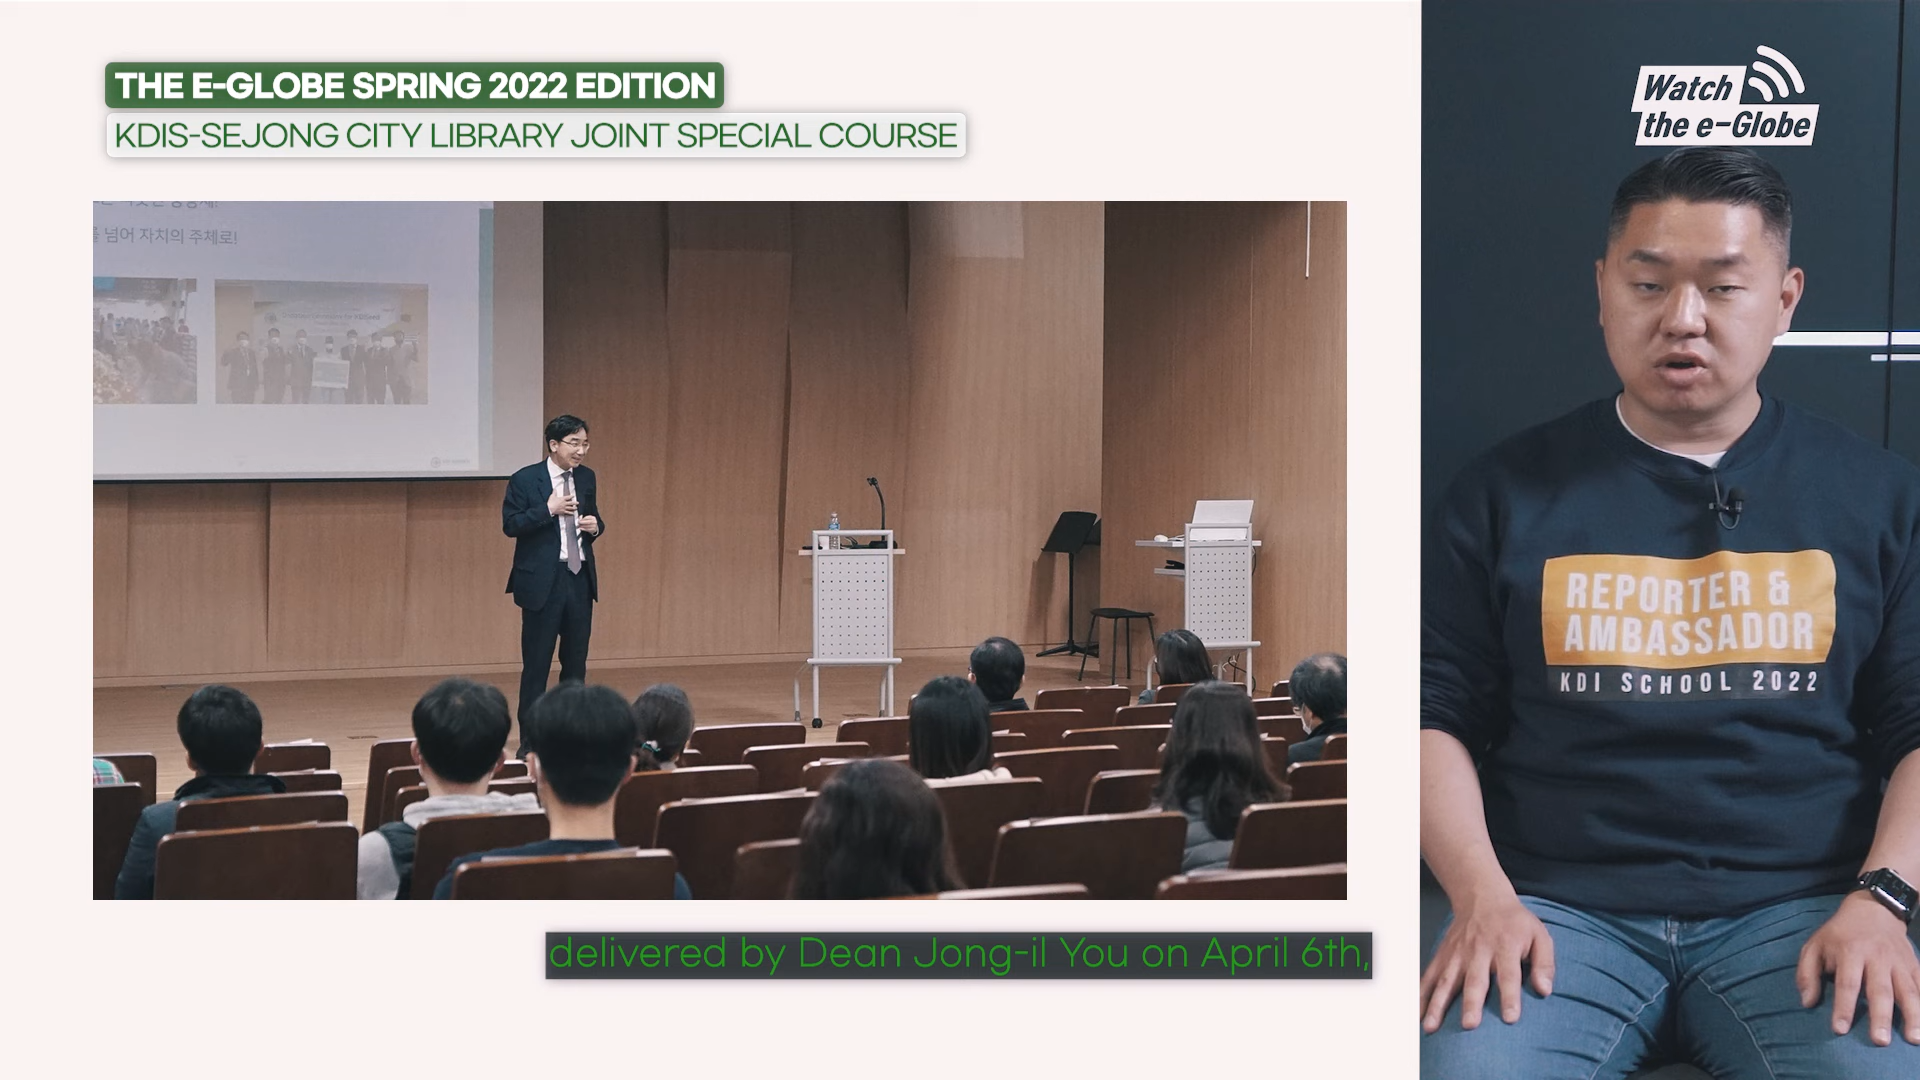 THE E-GLOBE SPRING 2022 EDITION
KDIS-SEJONG CITY LIBRARY JOINT SPECIAL COURSE
넘어 자치의 주체로!
delivered by Dean Jong-il You on April 6th,
Watch
the e-Globe
REPORTER &
AMBASSADOR
KDI SCHOOL 2022